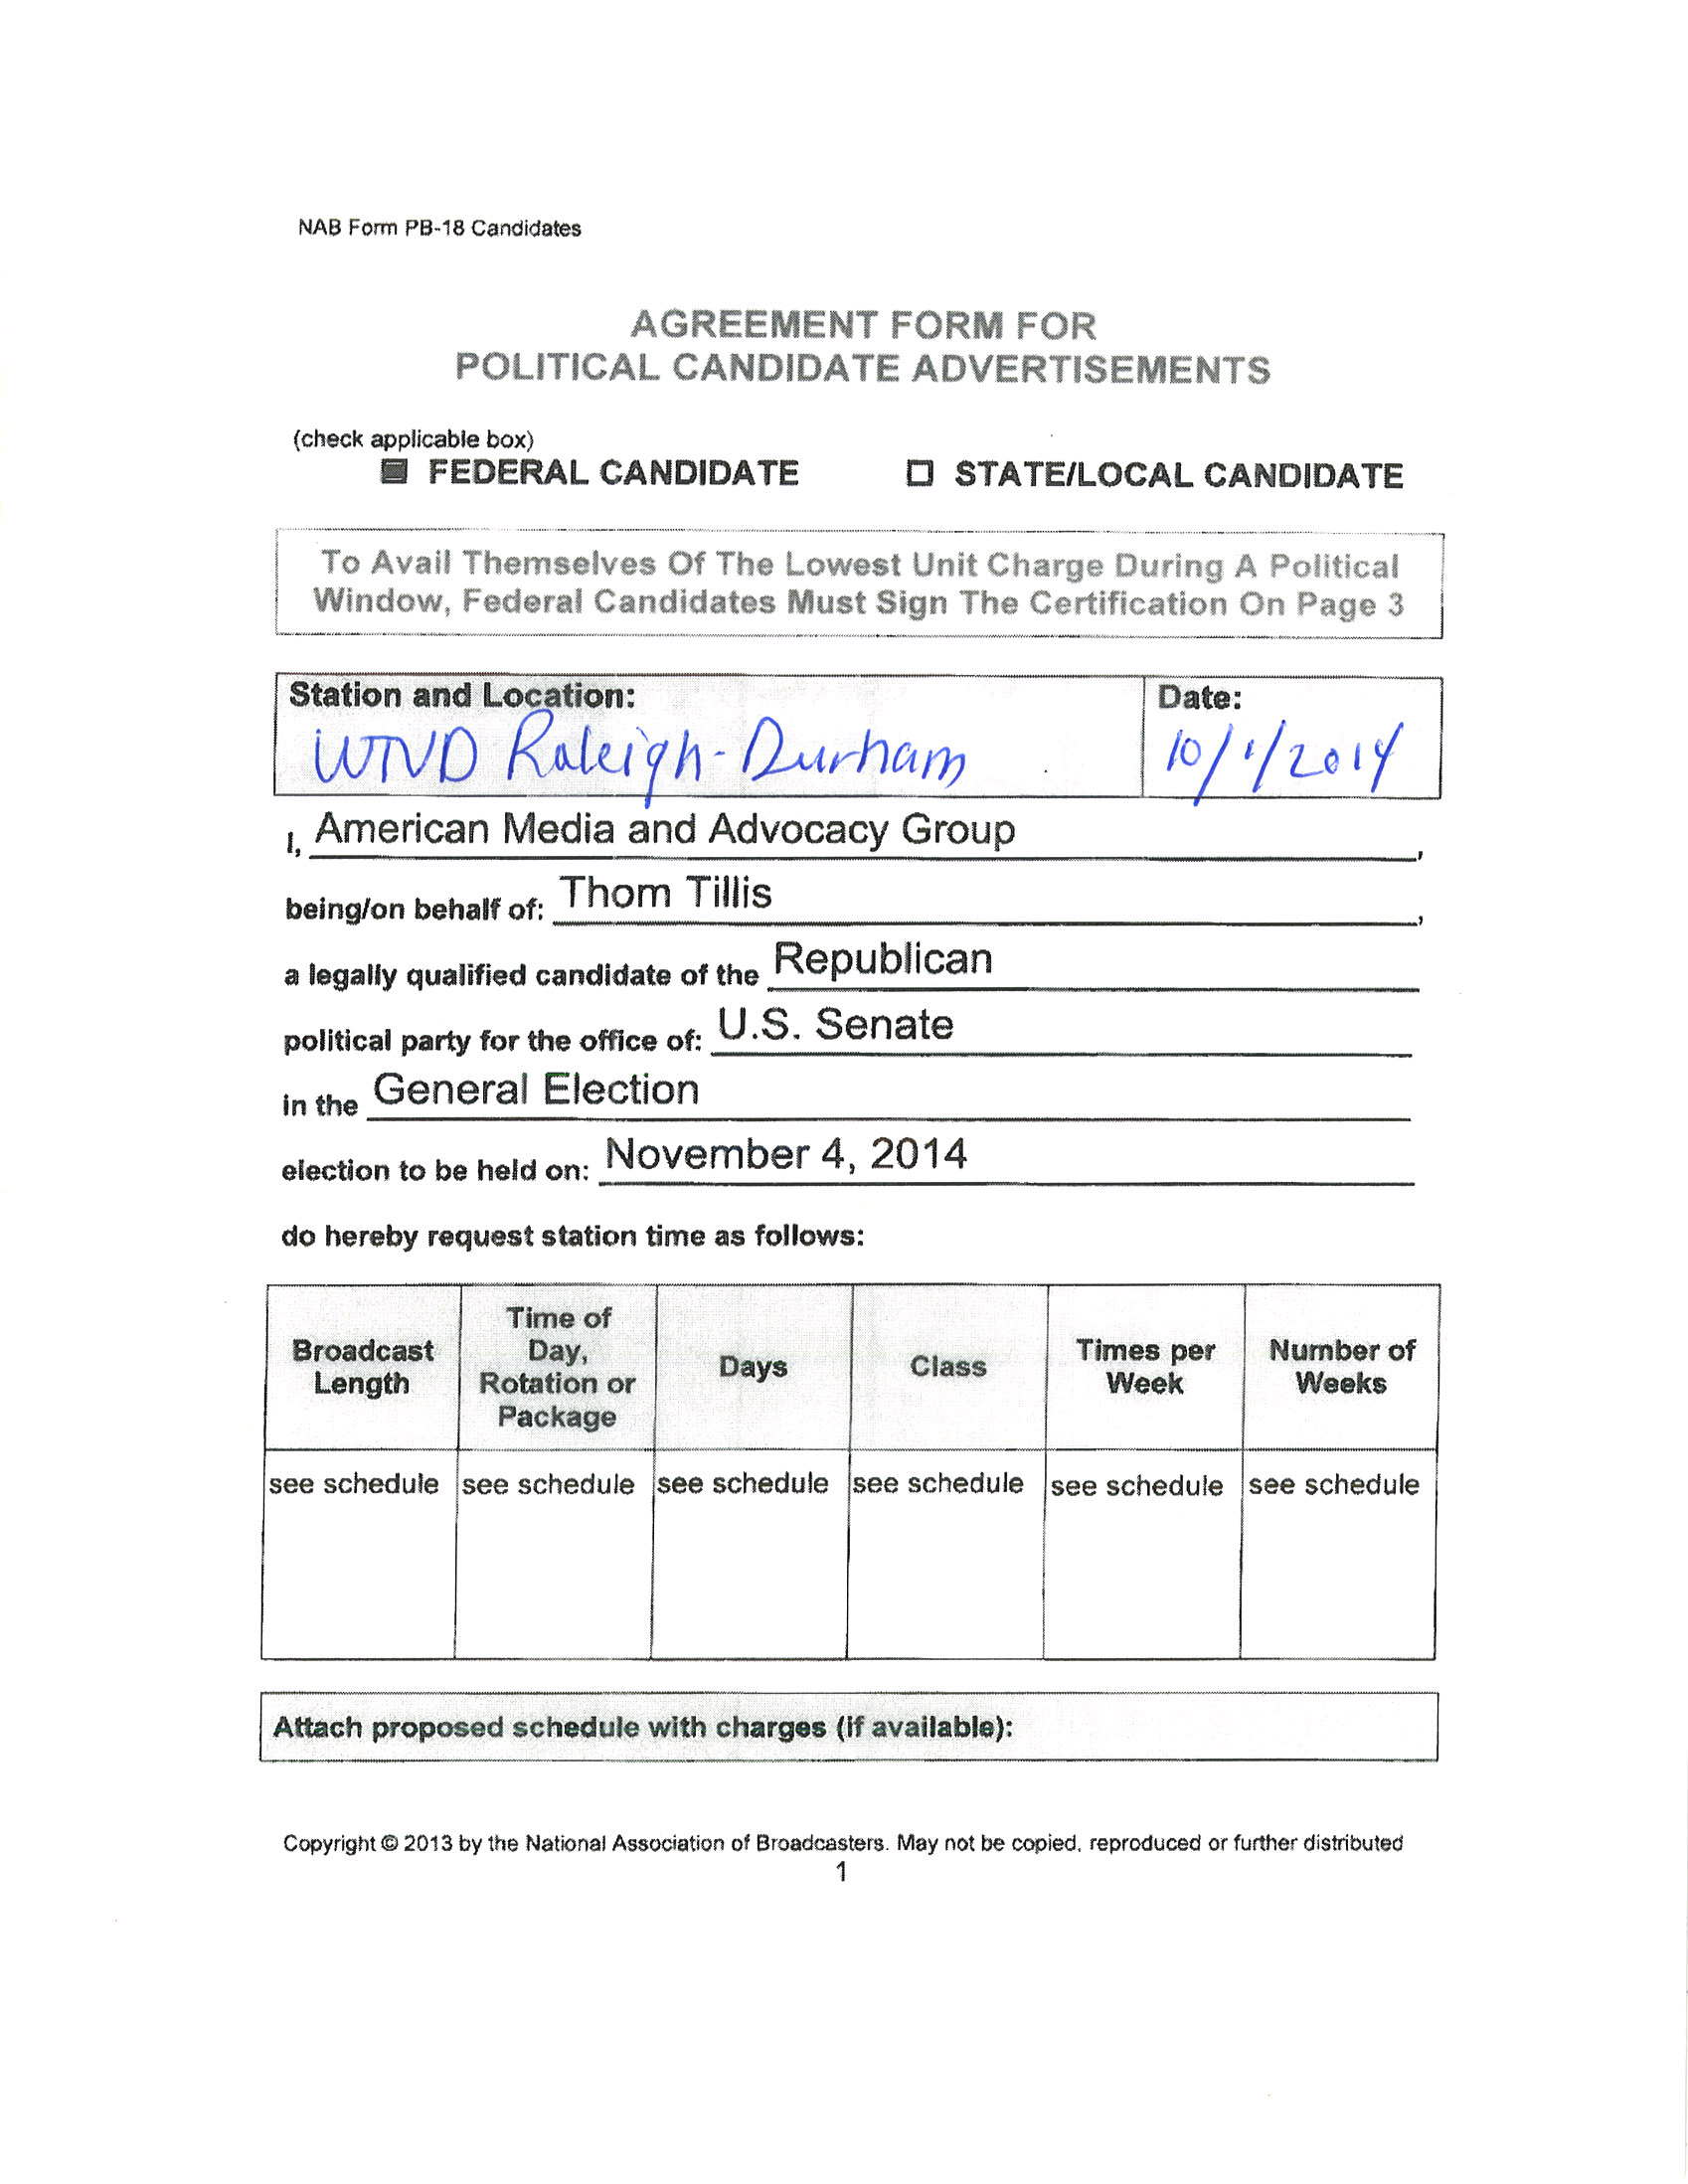 NAB Form PB-18 Candidates
AGREEMENT FORM FOR
POLITICAL CANDIDATE ADVERTISEMENTS
(check applicable box)
FEDERAL CANDIDATE STATE/LOCAL CANDIDATE
To Avail Themselves Of The Lowest Unit Charge During A Political
Window, Federal Candidates Must Sign The Certification On Page 3
Station and Location: Date:
WTVD Raleigh-Durham 10/1/2014
I, American Media and Advocacy Group,
being/on behalf of: Thom Tillis,
a legally qualified candidate of the Republican
political party for the office of: U.S. Senate
in the General Election
election to be held on: November 4, 2014
do hereby request station time as follows:
Broadcast Length Time of Day, Rotation or Package Days Class Times per Week Number of Weeks
see schedule see schedule see schedule see schedule see schedule see schedule
Attach proposed schedule with charges (if available):
Copyright © 2013 by the National Association of Broadcasters. May not be copied, reproduced or further distributed
1